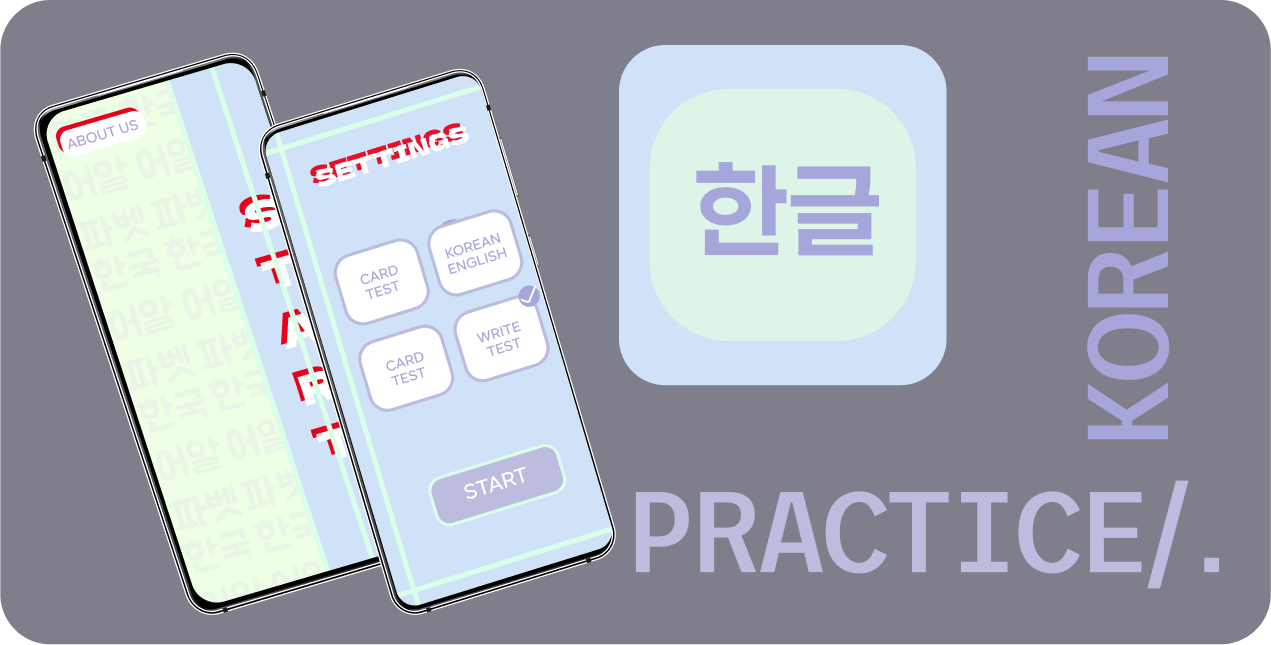 ABOUT US
어알 어알
파벳 파벳
한국 한국
어알 어알
파벳 파벳
한국 한국
어알 어알
파벳 파벳
한국 한국
START
SETTINGS
CARD
TEST
KOREAN
ENGLISH
CARD
TEST
WRITE
TEST
START
한글
KOREAN
PRACTICE/.